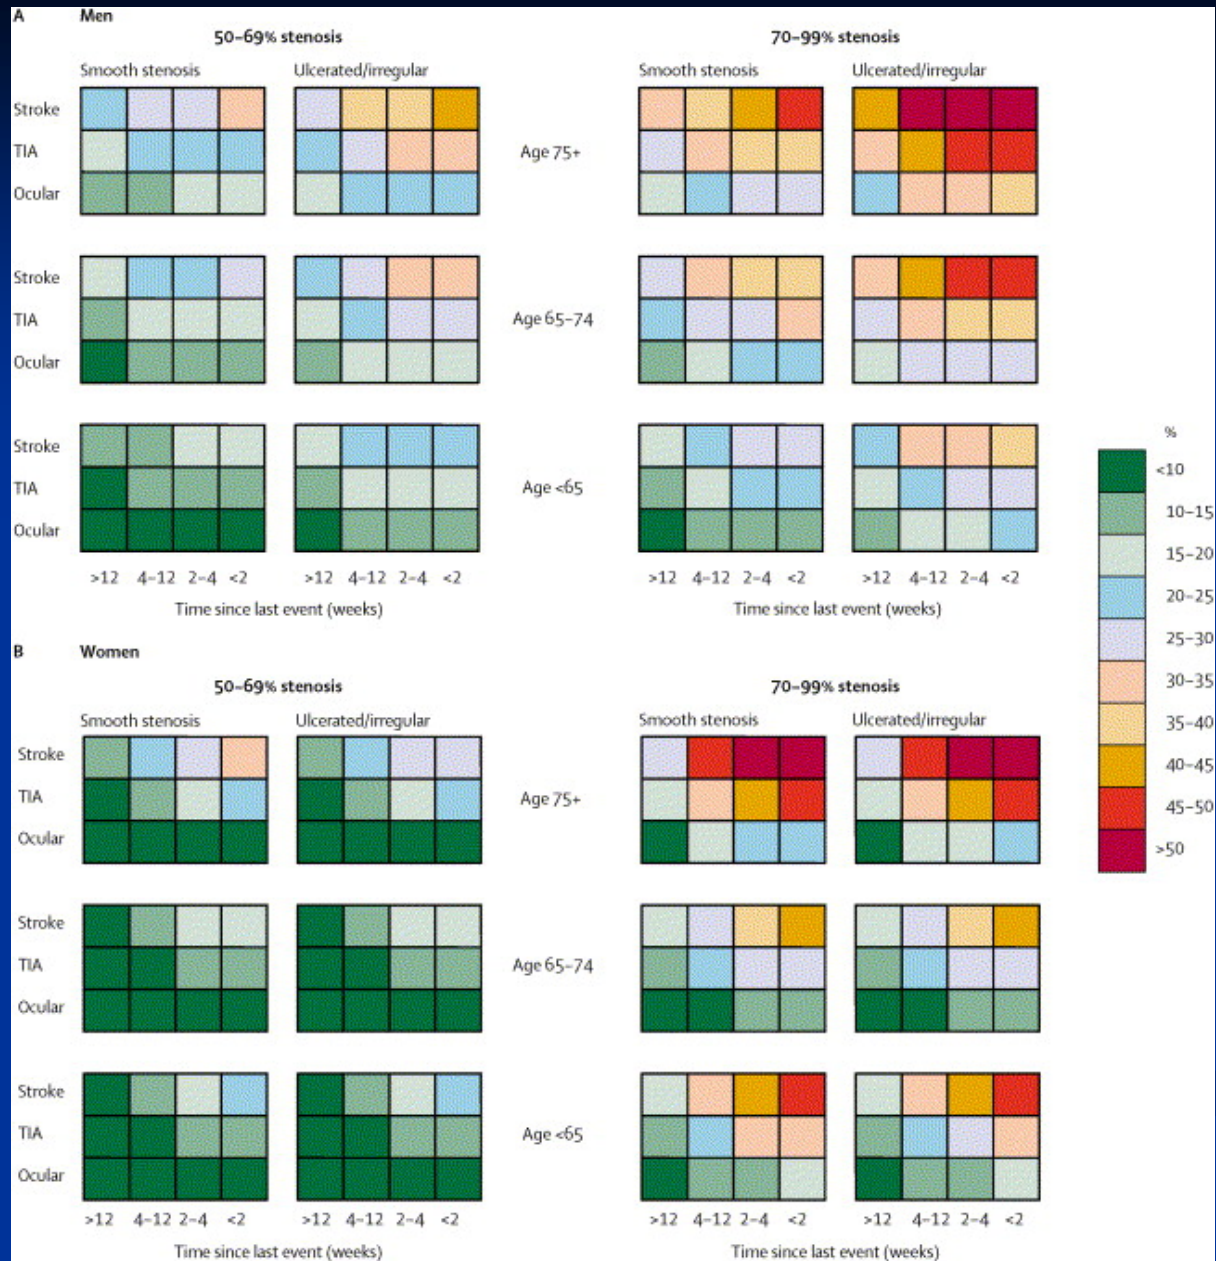 A Men
50–69% stenosis 70–99% stenosis
Smooth stenosis Ulcerated/irregular Smooth stenosis Ulcerated/irregular
Stroke
TIA Age 75+
Ocular
Stroke
TIA Age 65–74
Ocular
Stroke
TIA Age <65
Ocular
>12 4–12 2–4 <2 >12 4–12 2–4 <2 >12 4–12 2–4 <2 >12 4–12 2–4 <2
Time since last event (weeks) Time since last event (weeks)
%
<10
10–15
15–20
20–25
25–30
30–35
35–40
40–45
45–50
>50
B Women
50–69% stenosis 70–99% stenosis
Smooth stenosis Ulcerated/irregular Smooth stenosis Ulcerated/irregular
Stroke
TIA Age 75+
Ocular
Stroke
TIA Age 65–74
Ocular
Stroke
TIA Age <65
Ocular
>12 4–12 2–4 <2 >12 4–12 2–4 <2 >12 4–12 2–4 <2 >12 4–12 2–4 <2
Time since last event (weeks) Time since last event (weeks)